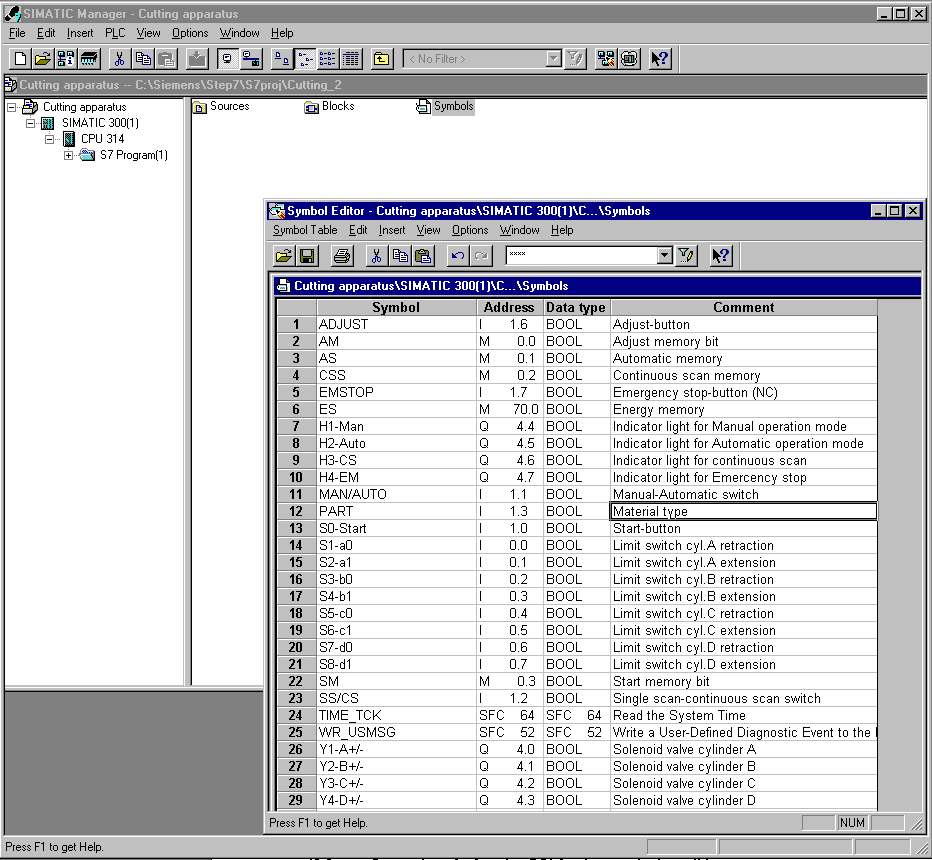 SIMATIC Manager - Cutting apparatus
File Edit Insert PLC View Options Window Help
< No Filter >
Cutting apparatus -- C:\Siemens\Step7\S7proj\Cutting_2
Cutting apparatus
SIMATIC 300(1)
CPU 314
S7 Program(1)
Sources Blocks Symbols
Symbol Editor - Cutting apparatus\SIMATIC 300(1)\C...\Symbols
Symbol Table Edit Insert View Options Window Help
****
Cutting apparatus\SIMATIC 300(1)\C...\Symbols
Symbol Address Data type Comment
1 ADJUST I 1.6 BOOL Adjust-button
2 AM M 0.0 BOOL Adjust memory bit
3 AS M 0.1 BOOL Automatic memory
4 CSS M 0.2 BOOL Continuous scan memory
5 EMSTOP I 1.7 BOOL Emergency stop-button (NC)
6 ES M 70.0 BOOL Energy memory
7 H1-Man Q 4.4 BOOL Indicator light for Manual operation mode
8 H2-Auto Q 4.5 BOOL Indicator light for Automatic operation mode
9 H3-CS Q 4.6 BOOL Indicator light for continuous scan
10 H4-EM Q 4.7 BOOL Indicator light for Emercency stop
11 MAN/AUTO I 1.1 BOOL Manual-Automatic switch
12 PART I 1.3 BOOL Material type
13 S0-Start I 1.0 BOOL Start-button
14 S1-a0 I 0.0 BOOL Limit switch cyl.A retraction
15 S2-a1 I 0.1 BOOL Limit switch cyl.A extension
16 S3-b0 I 0.2 BOOL Limit switch cyl.B retraction
17 S4-b1 I 0.3 BOOL Limit switch cyl.B extension
18 S5-c0 I 0.4 BOOL Limit switch cyl.C retraction
19 S6-c1 I 0.5 BOOL Limit switch cyl.C extension
20 S7-d0 I 0.6 BOOL Limit switch cyl.D retraction
21 S8-d1 I 0.7 BOOL Limit switch cyl.D extension
22 SM M 0.3 BOOL Start memory bit
23 SS/CS I 1.2 BOOL Single scan-continuous scan switch
24 TIME_TCK SFC 64 SFC 64 Read the System Time
25 WR_USMSG SFC 52 SFC 52 Write a User-Defined Diagnostic Event to the
26 Y1-A+/- Q 4.0 BOOL Solenoid valve cylinder A
27 Y2-B+/- Q 4.1 BOOL Solenoid valve cylinder B
28 Y3-C+/- Q 4.2 BOOL Solenoid valve cylinder C
29 Y4-D+/- Q 4.3 BOOL Solenoid valve cylinder D
Press F1 to get Help. NUM
Press F1 to get Help.